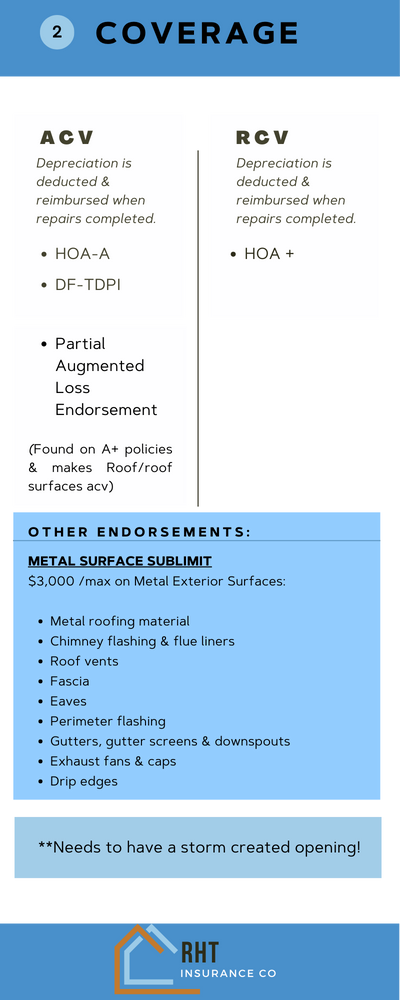 2
COVERAGE
ACV
Depreciation is
deducted &
reimbursed when
repairs completed.
• HOA-A
• DF-TDPI
• Partial
Augmented
Loss
Endorsement
(Found on A+ policies
& makes Roof/roof
surfaces acv)
RCV
Depreciation is
deducted &
reimbursed when
repairs completed.
• HOA +
OTHER ENDORSEMENTS:
METAL SURFACE SUBLIMIT
$3,000 /max on Metal Exterior Surfaces:
• Metal roofing material
• Chimney flashing & flue liners
• Roof vents
• Fascia
• Eaves
• Perimeter flashing
• Gutters, gutter screens & downspouts
• Exhaust fans & caps
• Drip edges
**Needs to have a storm created opening!
RHT
INSURANCE CO